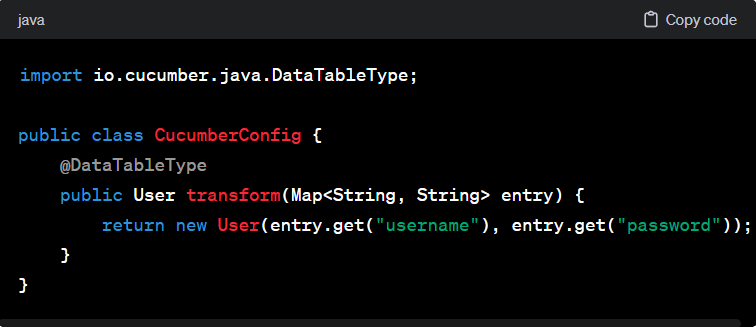 java
Copy code
import io.cucumber.java.DataTableType;
public class CucumberConfig {
@DataTableType
public User transform(Map<String, String> entry) {
return new User(entry.get("username"), entry.get("password"));
}
}